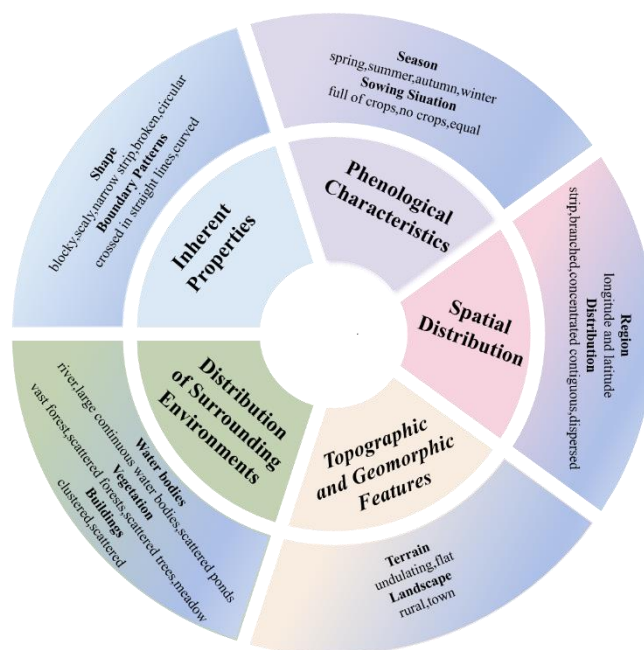 Season
spring,summer,autumn,winter
Sowing Siuation
full of crops,no crops,equal
Phenological
Characteristics
Region
longitude and latitude
Distribution
strip,branched,concentrated contiguous,dispersed
Spatial
Distribution
Topographic
and Geomorphic
Features
Terrain
undulating,flat
Landscape
rural,town
Distribution
of Surrounding
Environments
Water bodies
river,large continuous water bodies,scattered ponds
Vegetation
vast forest,scattered forests,scattered trees,meadow
Buildings
clustered,scattered
Inherent
Properties
Shape
blocky,scaly,narrow strip,broken,circular
Boundary Patterns
crossed in straight lines,curved